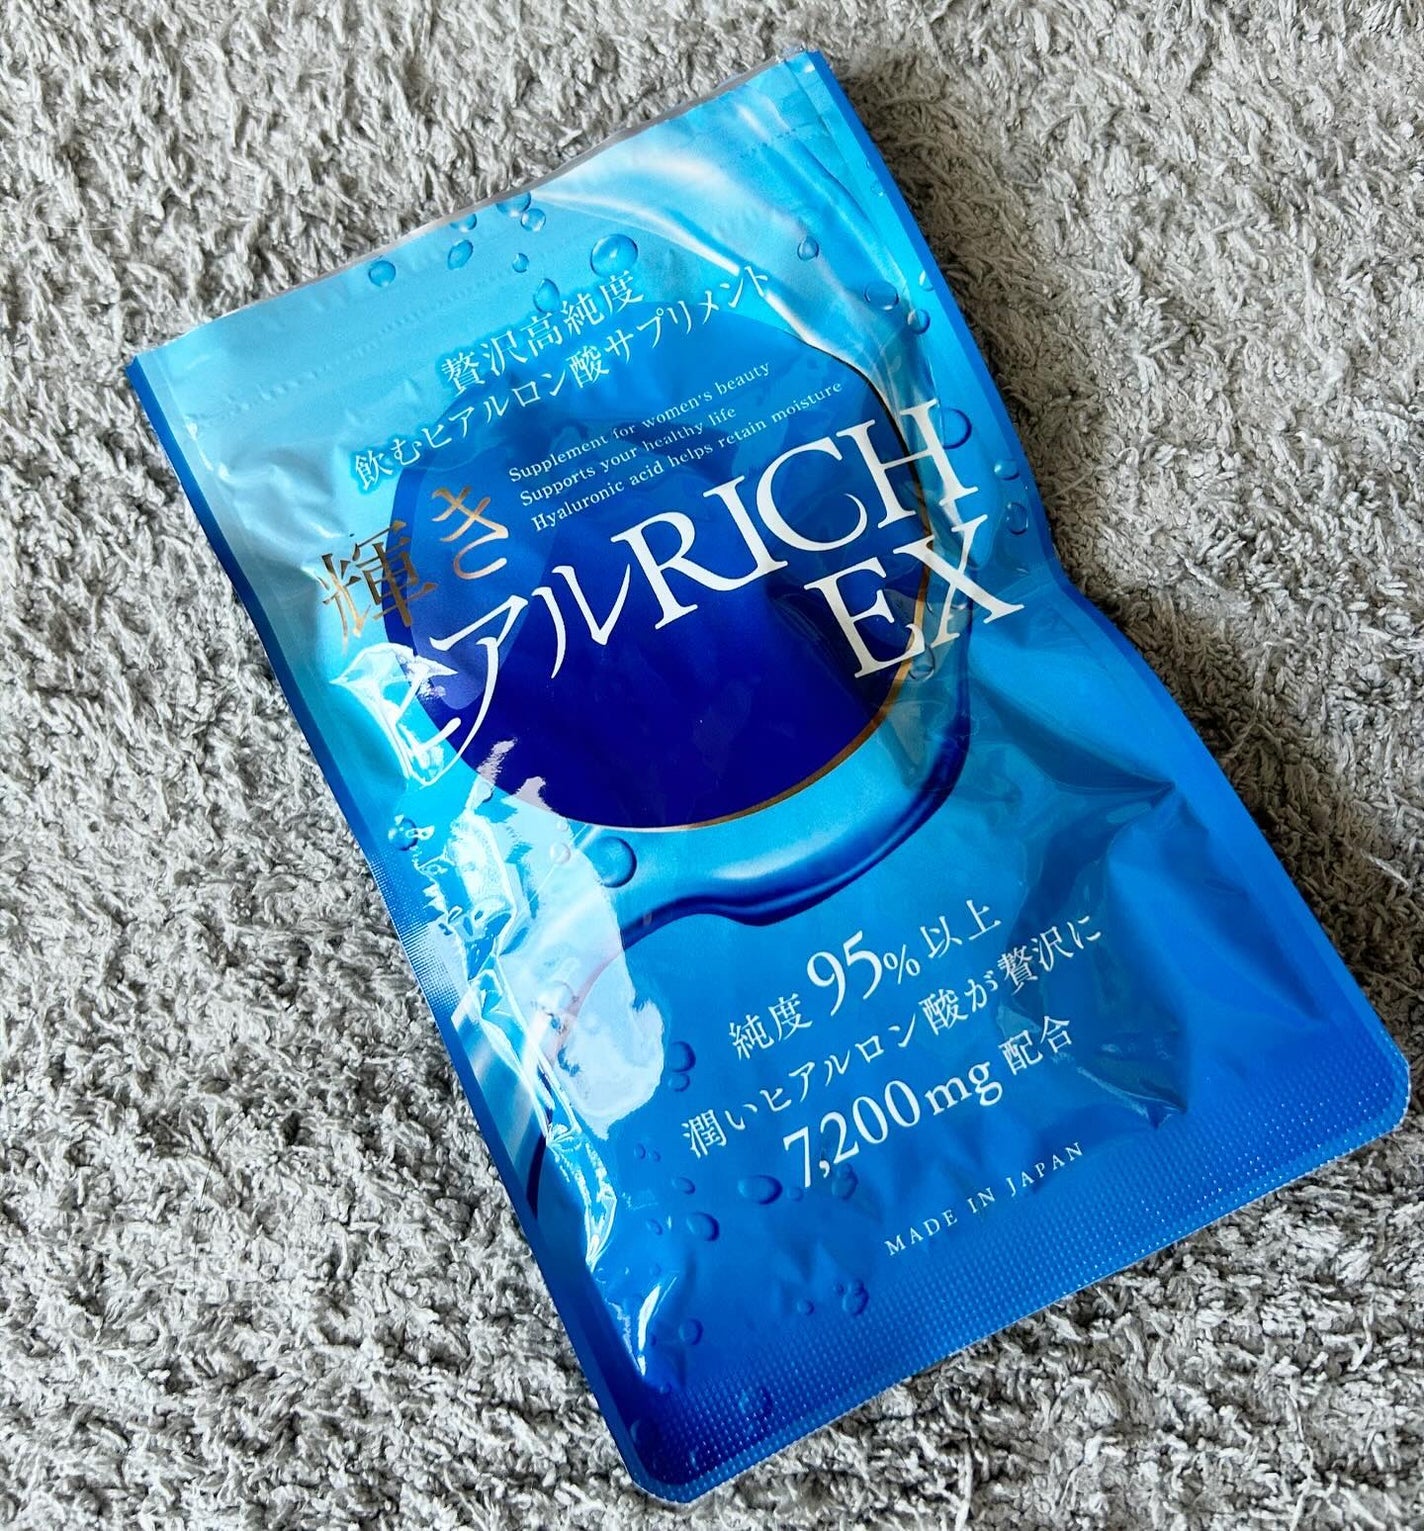 贅沢高純度
飲むヒアルロン酸サプリメント
Supplement for women's beauty
Supports your healthy life
Hyaluronic acid helps retain moisture
輝き
ヒアルRICH
EX
純度95%以上
潤いヒアルロン酸が贅沢に
7,200mg配合
MADE IN JAPAN